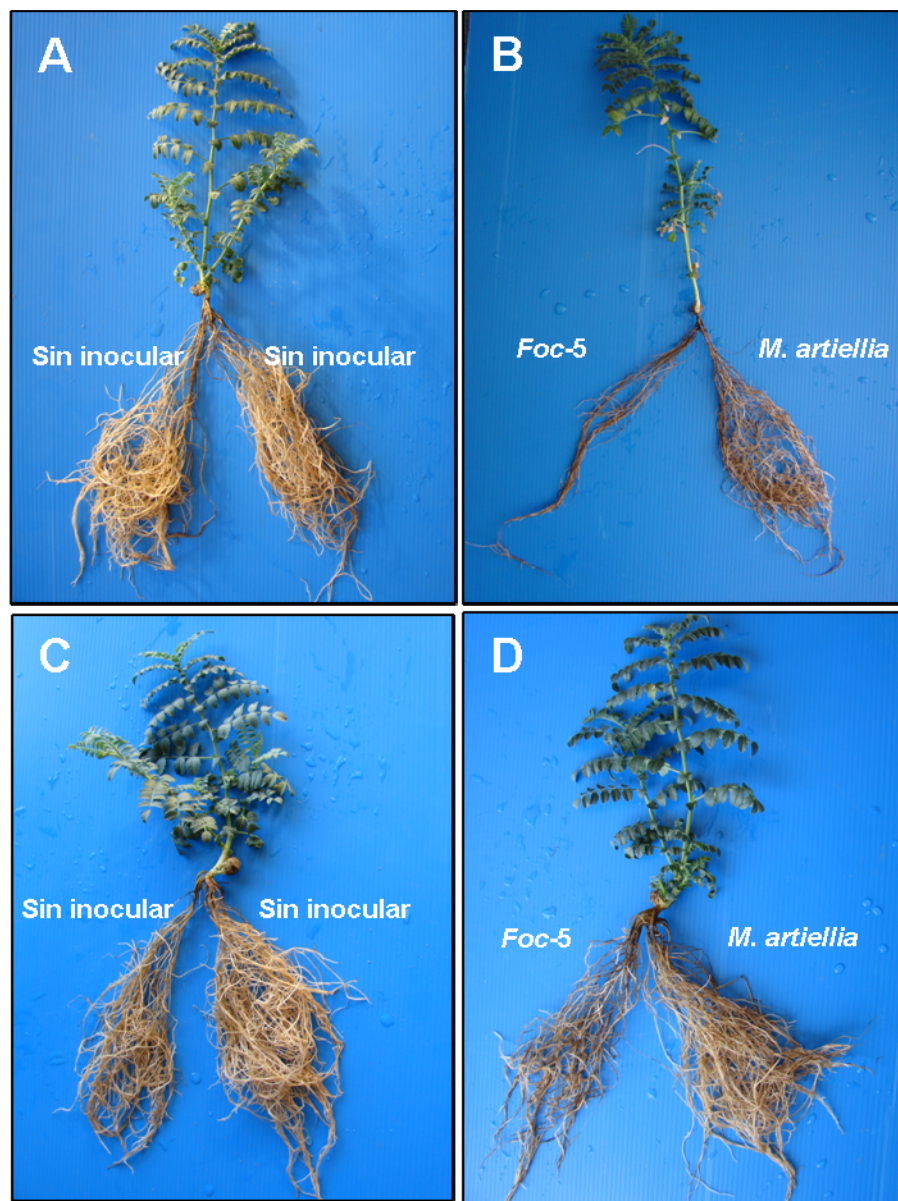 A
Sin inocular
Sin inocular
B
Foc-5
M. artiellia
C
Sin inocular
Sin inocular
D
Foc-5
M. artiellia